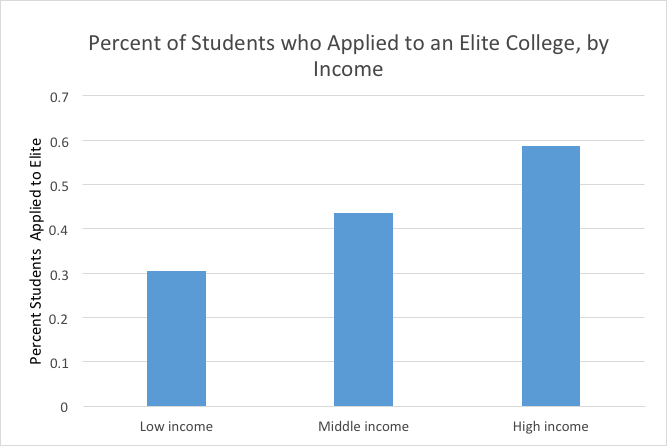 Percent of Students who Applied to an Elite College, by
Income
Percent Students  Applied to Elite
0.7
0.6
0.5
0.4
0.3
0.2
0.1
0
Low income
Middle income
High income